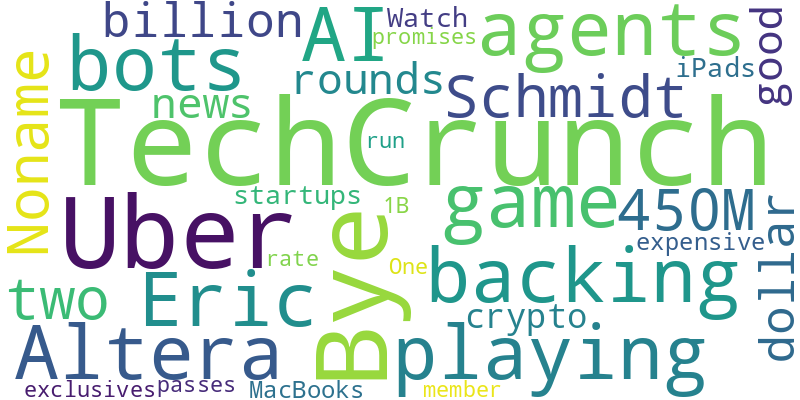 billion
AI
Watch
promises
agents
good
bots
rounds
iPads
Noname
news
Schmidt
TechCrunch
run
startups
1B
game
450M
Uber
Bye
expensive
dollar
rate
One
backing
two
Eric
crypto
Altera
playing
exclusives
passes
MacBooks
member